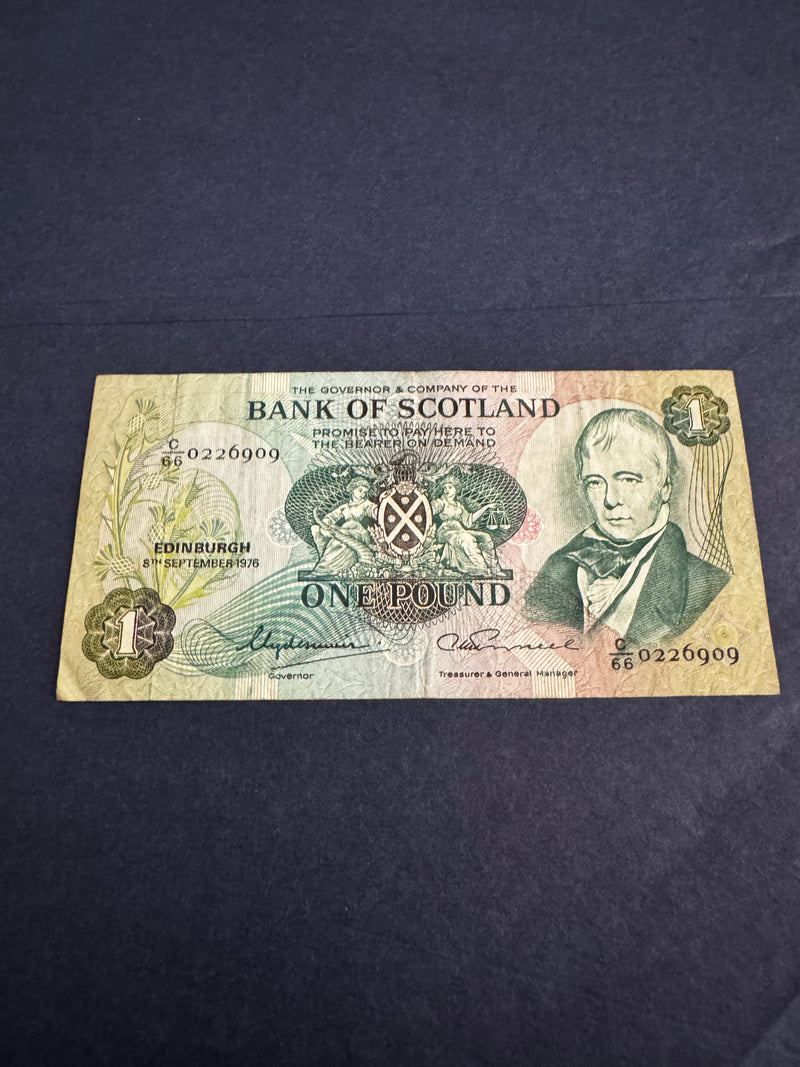 THE GOVERNOR & COMPANY OF THE
BANK OF SCOTLAND
PROMISE TO PAY HERE TO
THE BEARER ON DEMAND
1
C/66 0226909
EDINBURGH
8TH SEPTEMBER 1976
ONE POUND
1
Clydesmuir
Governor
Treasurer & General Manager
C/66 0226909